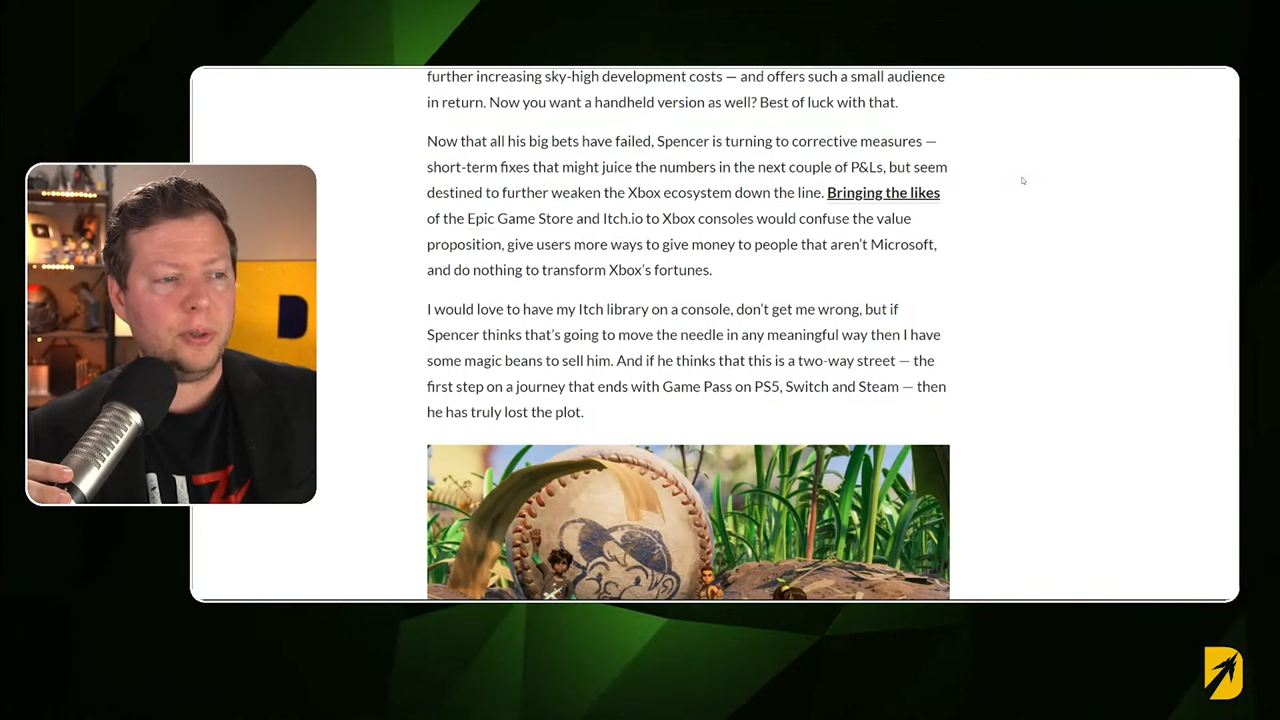 further increasing sky-high development costs — and offers such a small audience
in return. Now you want a handheld version as well? Best of luck with that.
Now that all his big bets have failed, Spencer is turning to corrective measures —
short-term fixes that might juice the numbers in the next couple of P&Ls, but seem
destined to further weaken the Xbox ecosystem down the line. Bringing the likes
of the Epic Game Store and Itch.io to Xbox consoles would confuse the value
proposition, give users more ways to give money to people that aren't Microsoft,
and do nothing to transform Xbox's fortunes.
I would love to have my Itch library on a console, don't get me wrong, but if
Spencer thinks that's going to move the needle in any meaningful way then I have
some magic beans to sell him. And if he thinks that this is a two-way street — the
first step on a journey that ends with Game Pass on PS5, Switch and Steam — then
he has truly lost the plot.